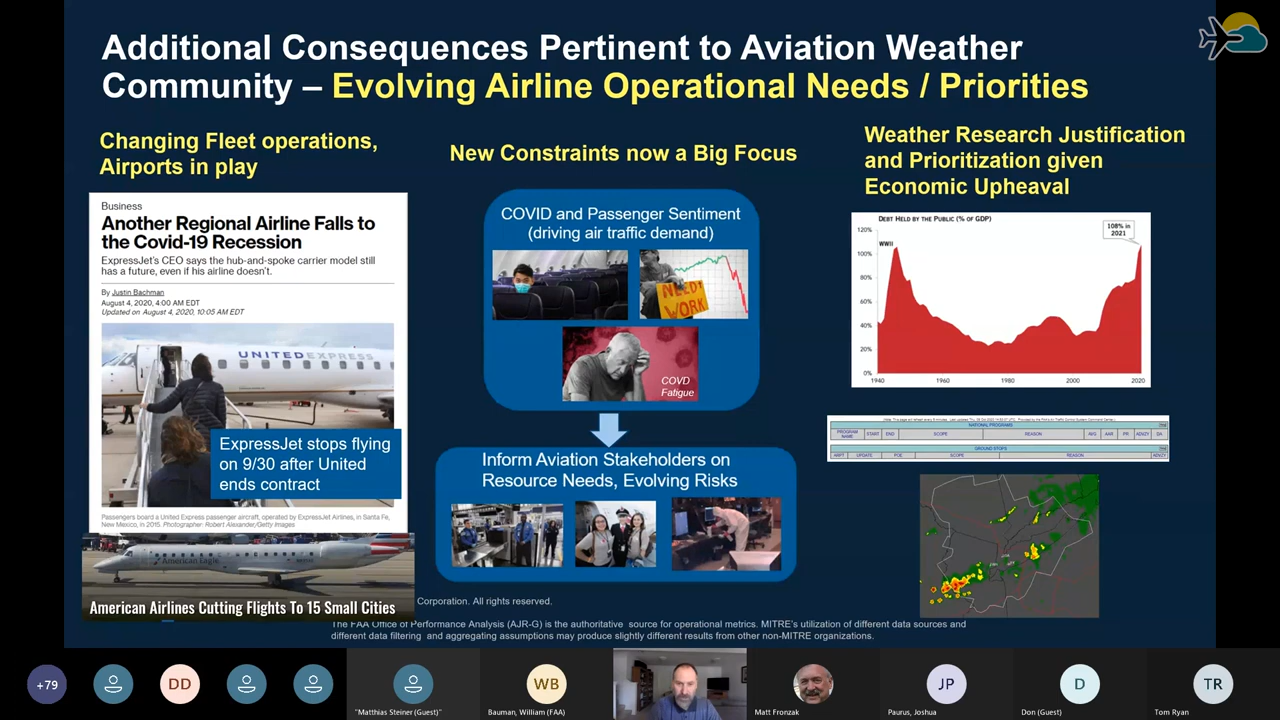 Additional Consequences Pertinent to Aviation Weather
Community – Evolving Airline Operational Needs / Priorities
Changing Fleet operations,
Airports in play
Business
Another Regional Airline Falls to
the Covid-19 Recession
ExpressJet's CEO says the hub-and-spoke carrier model still
has a future, even if his airline doesn't.
By Justin Bachman
August 4, 2020, 4:00 AM EDT
Updated on August 4, 2020, 10:05 AM EDT
UNITED EXPRESS
ExpressJet stops flying
on 9/30 after United
ends contract
Passengers board a United Express passenger aircraft, operated by ExpressJet Airlines, in Santa Fe,
New Mexico, in 2015. Photographer: Robert Alexander/Getty Images
American Eagle
American Airlines Cutting Flights To 15 Small Cities
New Constraints now a Big Focus
COVID and Passenger Sentiment
(driving air traffic demand)
NEED
WORK
COVD
Fatigue
Inform Aviation Stakeholders on
Resource Needs, Evolving Risks
Weather Research Justification
and Prioritization given
Economic Upheaval
DEBT HELD BY THE PUBLIC (% OF GDP)
120%
108% in
2021
WWII
100%
80%
60%
40%
20%
0%
1940
1960
1980
2000
2020
NATIONAL PROGRAMS
PROGRAM NAME START END SCOPE REASON AVG AAR PR ADVZY DA
GROUND STOPS
ARPT UPDATE POE SCOPE REASON ADVZY
Corporation. All rights reserved.
The FAA Office of Performance Analysis (AJR-G) is the authoritative source for operational metrics. MITRE's utilization of different data sources and
different data filtering and aggregating assumptions may produce slightly different results from other non-MITRE organizations.
+79
DD
"Matthias Steiner(Guest)"
WB
Bauman, William (FAA)
Matt Fronzak
JP
Paurus, Joshua
D
Don (Guest)
TR
Tom Ryan